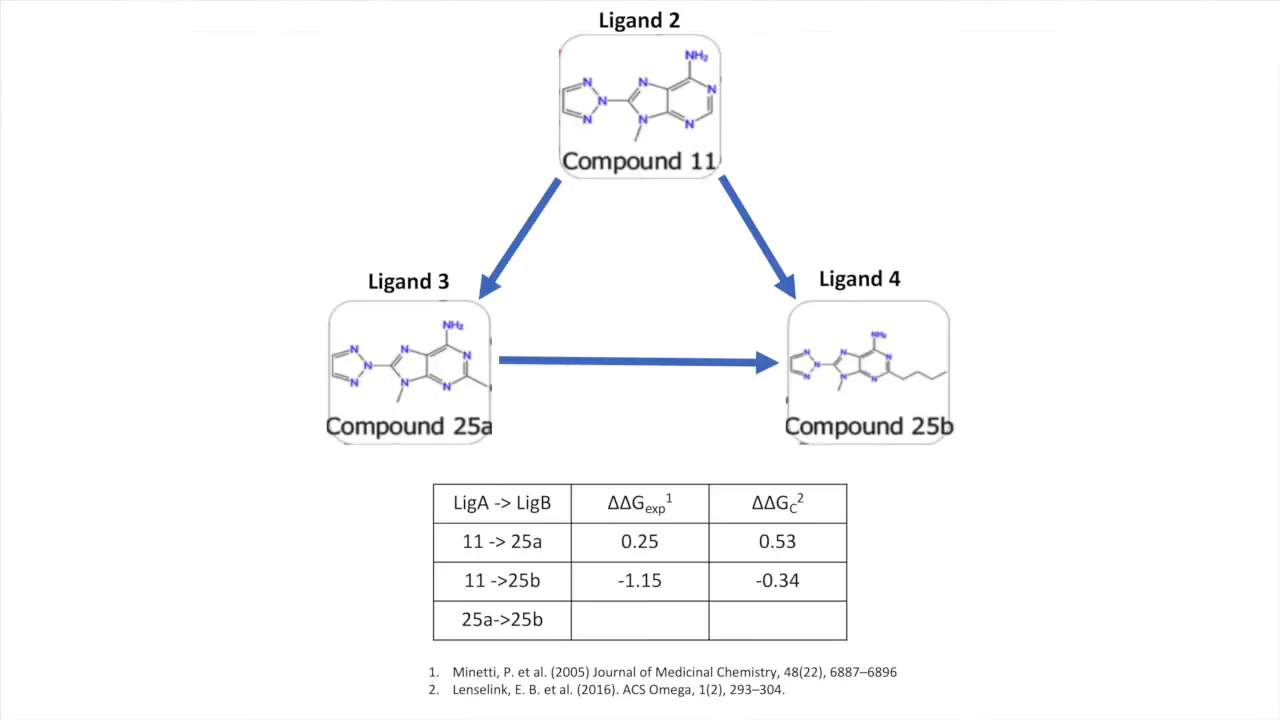 Ligand 2
NH₂
N
N
N
N
N
N
N
Compound 11
Ligand 3
Ligand 4
NH₂
N
N
N
N
N
N
N
Compound 25a
NH₂
N
N
N
N
N
N
N
Compound 25b
LigA -> LigB ΔΔGexp¹ ΔΔGC²
11 -> 25a 0.25 0.53
11 ->25b -1.15 -0.34
25a->25b
1. Minetti, P. et al. (2005) Journal of Medicinal Chemistry, 48(22), 6887–6896
2. Lenselink, E. B. et al. (2016). ACS Omega, 1(2), 293–304.